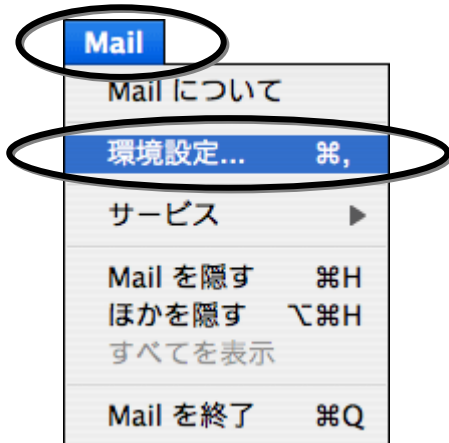 Mail
Mail について
環境設定... ⌘,
サービス ▶
Mail を隠す ⌘H
ほかを隠す ⌥⌘H
すべてを表示
Mail を終了 ⌘Q